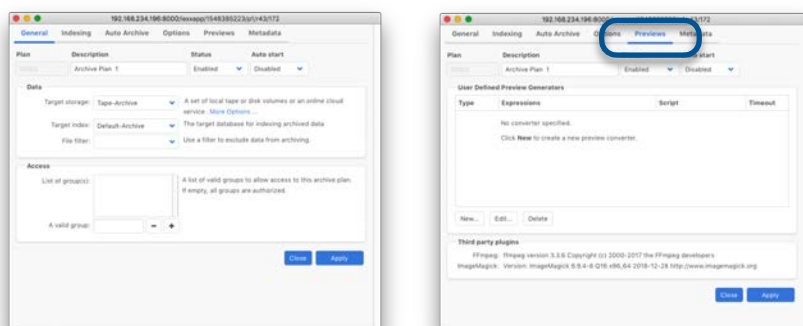 192.168.234.196:8000/lexxapp/1548385223/p1/r43/172
General Indexing Auto Archive Options Previews Metadata
Plan Description Status Auto start
Archive Plan 1 Enabled Disabled
Data
Target storage: Tape-Archive A set of local tape or disk volumes or an online cloud
service. More Options ...
Target index: Default-Archive The target database for indexing archived data
File filter: Use a filter to exclude data from archiving.
Access
List of group(s): A list of valid groups to allow access to this archive plan.
If empty, all groups are authorized.
A valid group: - +
Close Apply
192.168.234.196:8000 r43/172
General Indexing Auto Archive Options Previews Metadata
Plan Description start
Archive Plan 1 Enabled Disabled
User Defined Preview Generators
Type Expressions Script Timeout
No converter specified.
Click New to create a new preview converter.
New... Edit... Delete
Third party plugins
FFmpeg: ffmpeg version 3.3.6 Copyright (c) 2000-2017 the FFmpeg developers
ImageMagick: Version: ImageMagick 6.9.4-6 Q16 x86_64 2018-12-28 http://www.imagemagick.org
Close Apply